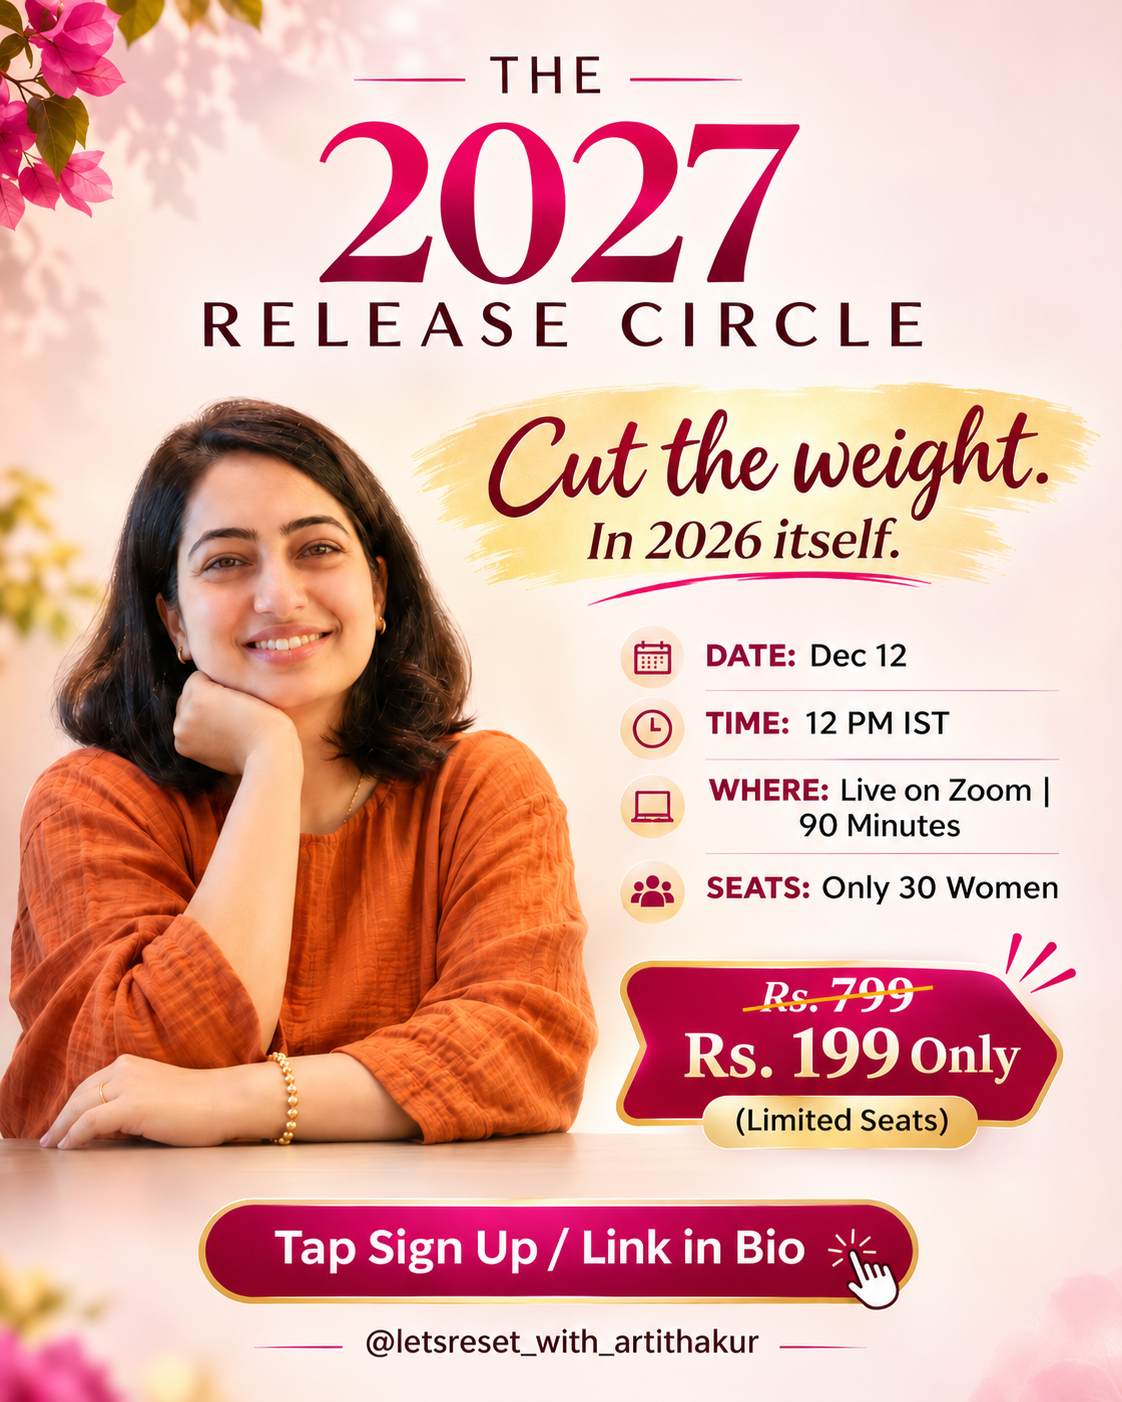 THE
2027
RELEASE CIRCLE
Cut the weight.
In 2026 itself.
DATE: Dec 12
TIME: 12 PM IST
WHERE: Live on Zoom |
90 Minutes
SEATS: Only 30 Women
Rs. 799
Rs. 199 Only
(Limited Seats)
Tap Sign Up / Link in Bio
@letsreset_with_artithakur